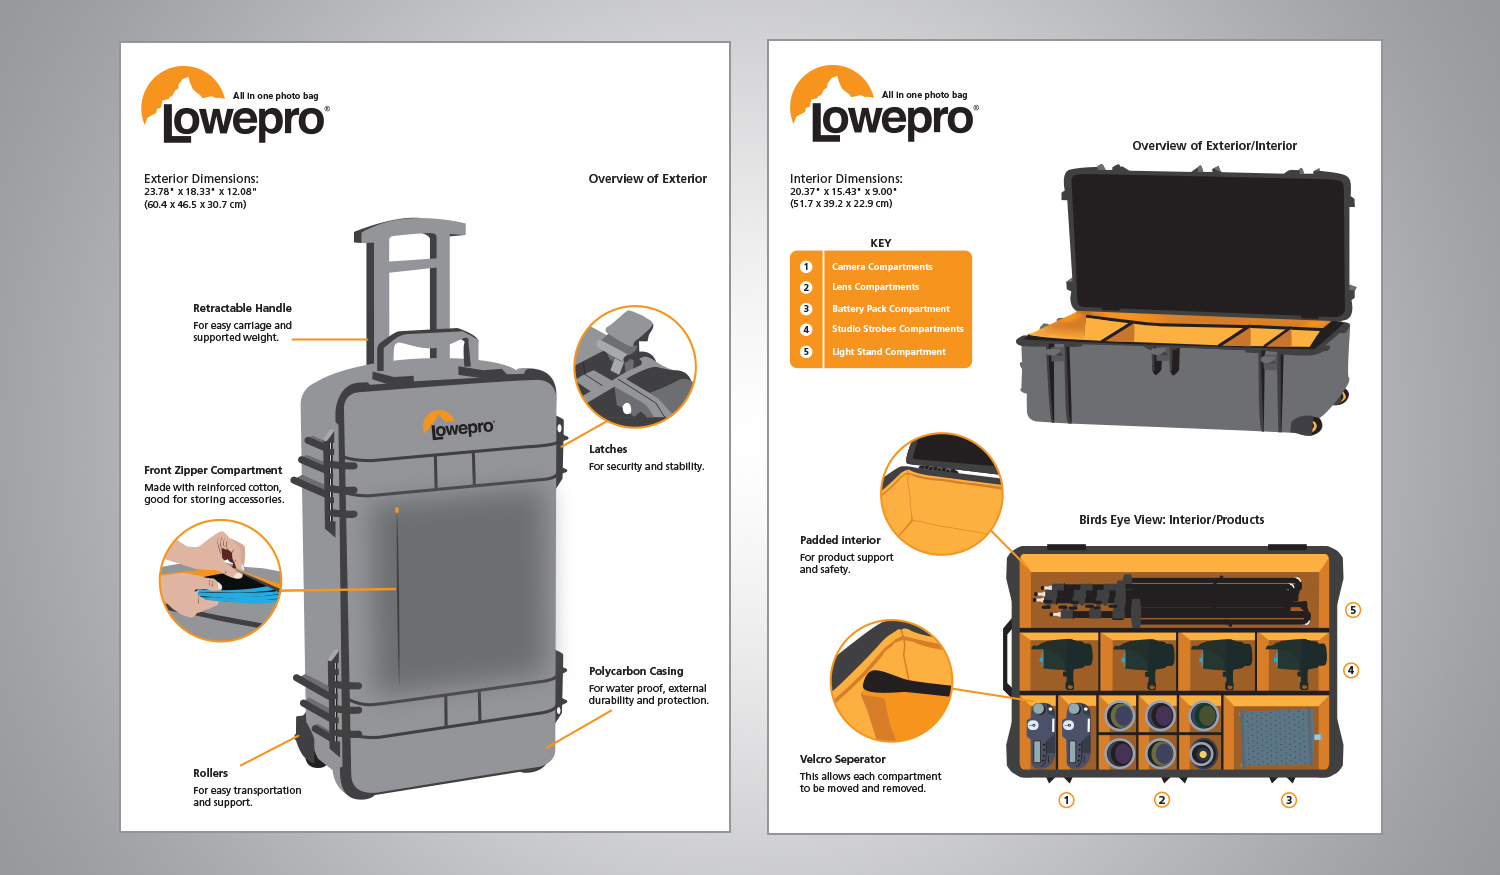 All in one photo bag
Lowepro®
Exterior Dimensions:
23.78" x 18.33" x 12.08"
(60.4 x 46.5 x 30.7 cm)
Overview of Exterior
Retractable Handle
For easy carriage and
supported weight.
Lowepro
Latches
For security and stability.
Front Zipper Compartment
Made with reinforced cotton,
good for storing accessories.
Polycarbon Casing
For water proof, external
durability and protection.
Rollers
For easy transportation
and support.
All in one photo bag
Lowepro®
Overview of Exterior/Interior
Interior Dimensions:
20.37" x 15.43" x 9.00"
(51.7 x 39.2 x 22.9 cm)
KEY
1 Camera Compartments
2 Lens Compartments
3 Battery Pack Compartment
4 Studio Strobes Compartments
5 Light Stand Compartment
Birds Eye View: Interior/Products
Padded Interior
For product support
and safety.
5
4
Velcro Seperator
This allows each compartment
to be moved and removed.
1 2 3